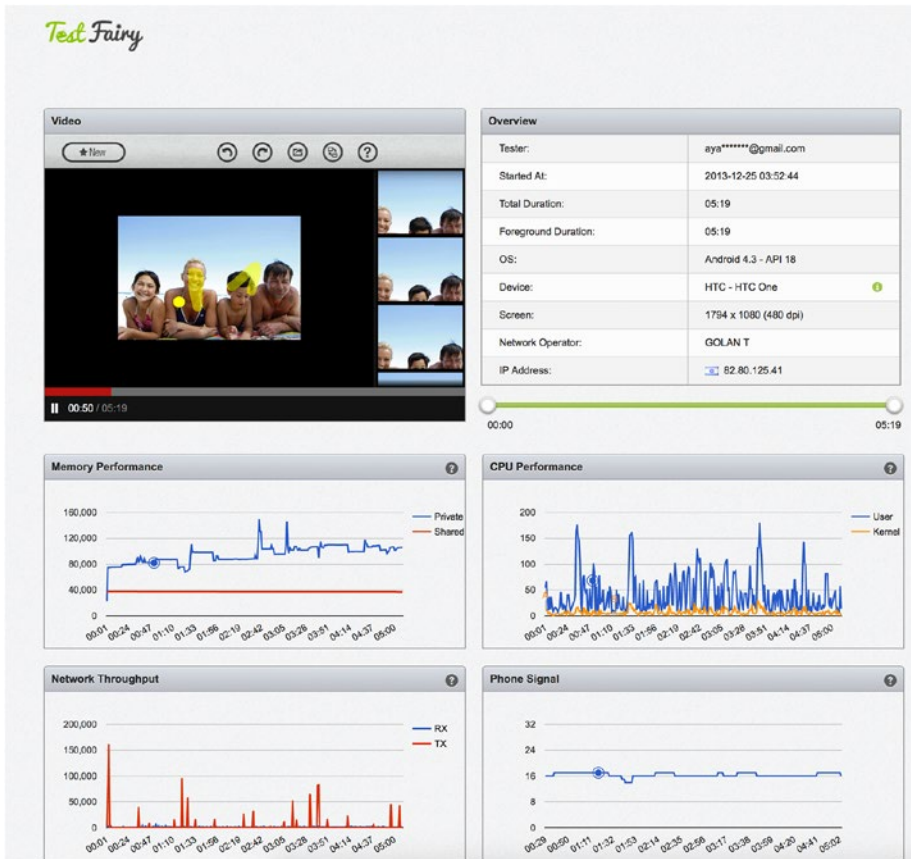 Test Fairy
Video
★ New
?
00:50 / 05:19
Overview
Tester: aya*******@gmail.com
Started At: 2013-12-25 03:52:44
Total Duration: 05:19
Foreground Duration: 05:19
OS: Android 4.3 - API 18
Device: HTC - HTC One
Screen: 1794 x 1080 (480 dpi)
Network Operator: GOLAN T
IP Address: 82.80.125.41
00:00 05:19
Memory Performance ?
160,000
120,000
80,000
40,000
0
Private
Shared
00:01 00:24 00:47 01:10 01:33 01:56 02:19 02:42 03:05 03:28 03:51 04:14 04:37 05:00
CPU Performance ?
200
150
100
50
0
User
Kernel
00:01 00:24 00:47 01:10 01:33 01:56 02:19 02:42 03:05 03:28 03:51 04:14 04:37 05:00
Network Throughput ?
200,000
150,000
100,000
50,000
0
RX
TX
00:01 00:24 00:47 01:10 01:33 01:56 02:19 02:42 03:05 03:28 03:51 04:14 04:37 05:00
Phone Signal ?
32
24
16
8
0
00:29 00:50 01:11 01:32 01:53 02:14 02:35 02:56 03:17 03:38 03:59 04:20 04:41 05:02